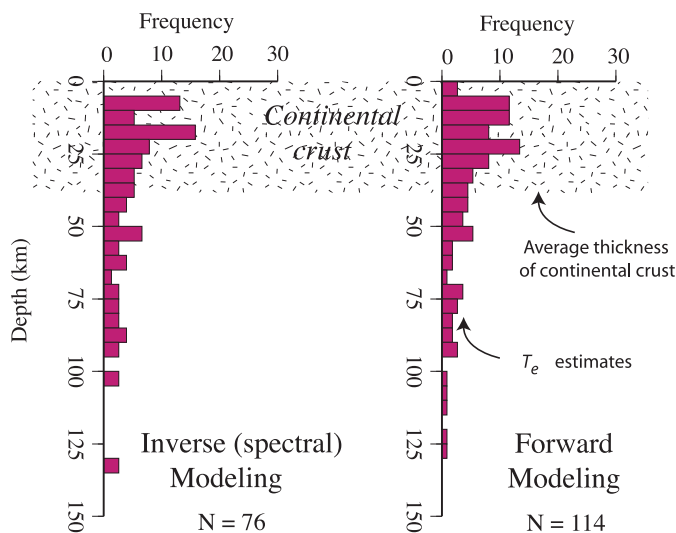 Frequency
0 10 20 30
Frequency
0 10 20 30
0
25
50
75
100
125
150
Depth (km)
0
25
50
75
100
125
150
Continental
crust
Average thickness
of continental crust
Te estimates
Inverse (spectral)
Modeling
N = 76
Forward
Modeling
N = 114